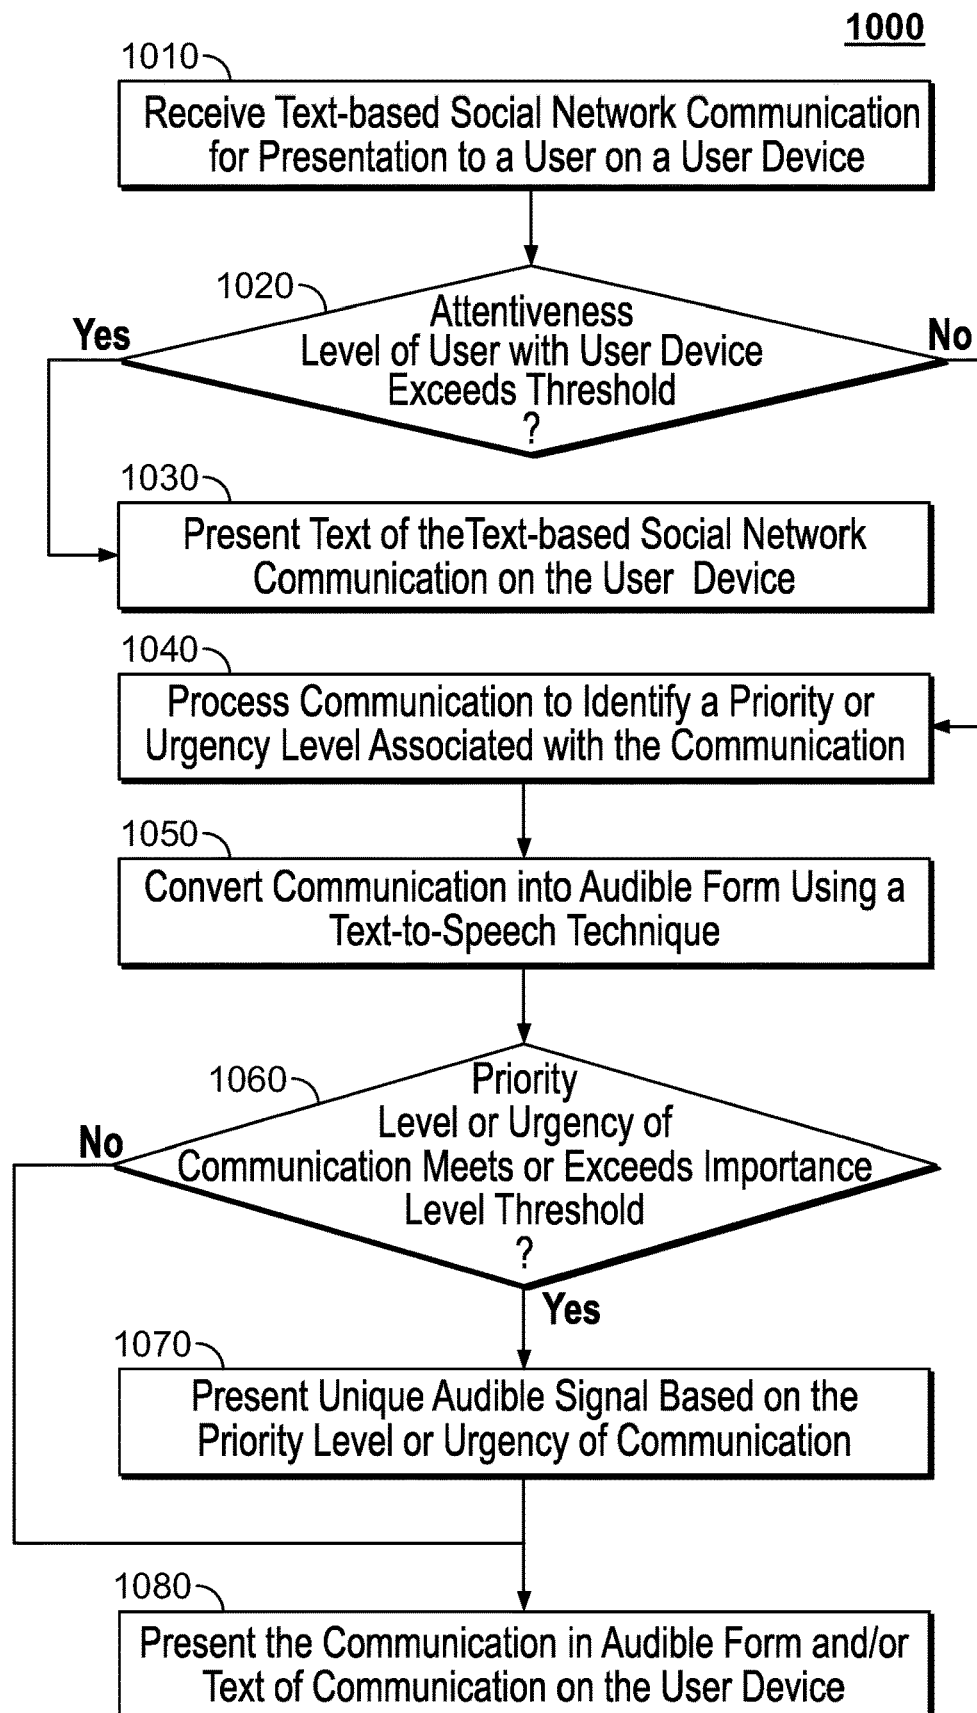 1000
1010
Receive Text-based Social Network Communication
for Presentation to a User on a User Device
1020
Attentiveness
Yes
No
Level of User with User Device
Exceeds Threshold
?
1030
Present Text of theText-based Social Network
Communication on the User Device
1040
Process Communication to Identify a Priority or
Urgency Level Associated with the Communication
1050
Convert Communication into Audible Form Using a
Text-to-Speech Technique
1060
Priority
Level or Urgency of
No
Communication Meets or Exceeds Importance
Level Threshold
?
Yes
1070
Present Unique Audible Signal Based on the
Priority Level or Urgency of Communication
1080
Present the Communication in Audible Form and/or
Text of Communication on the User Device